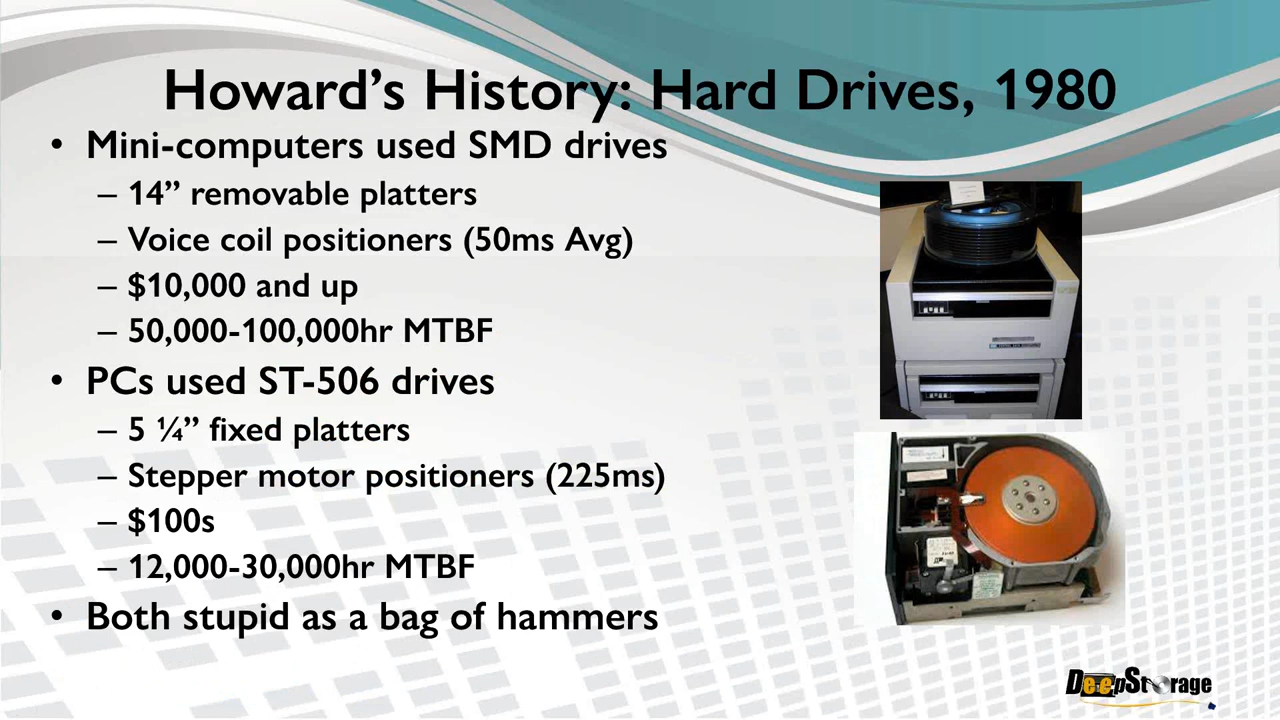 Howard’s History: Hard Drives, 1980
• Mini-computers used SMD drives
– 14” removable platters
– Voice coil positioners (50ms Avg)
– $10,000 and up
– 50,000-100,000hr MTBF
• PCs used ST-506 drives
– 5 ¼” fixed platters
– Stepper motor positioners (225ms)
– $100s
– 12,000-30,000hr MTBF
• Both stupid as a bag of hammers
DeepStorage